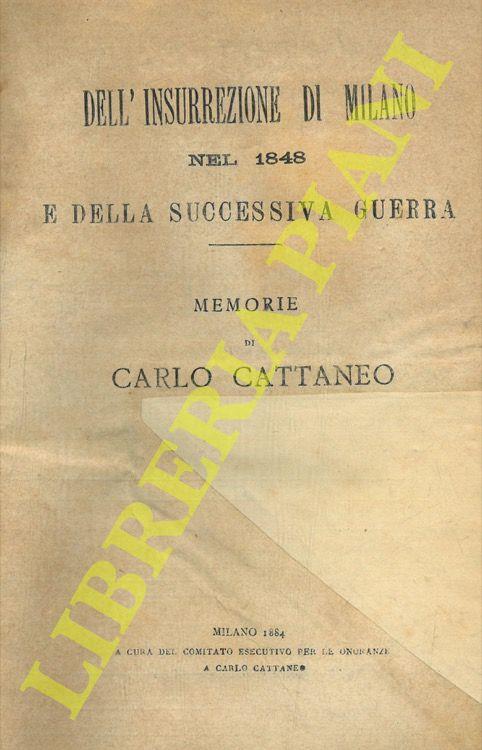 DELL' INSURREZIONE DI MILANO
NEL 1848
E DELLA SUCCESSIVA GUERRA
MEMORIE
DI
CARLO CATTANEO
MILANO 1884
A CURA DEL COMITATO ESECUTIVO PER LE ONORANZE
A CARLO CATTANEO
LIBRERIA PIANI